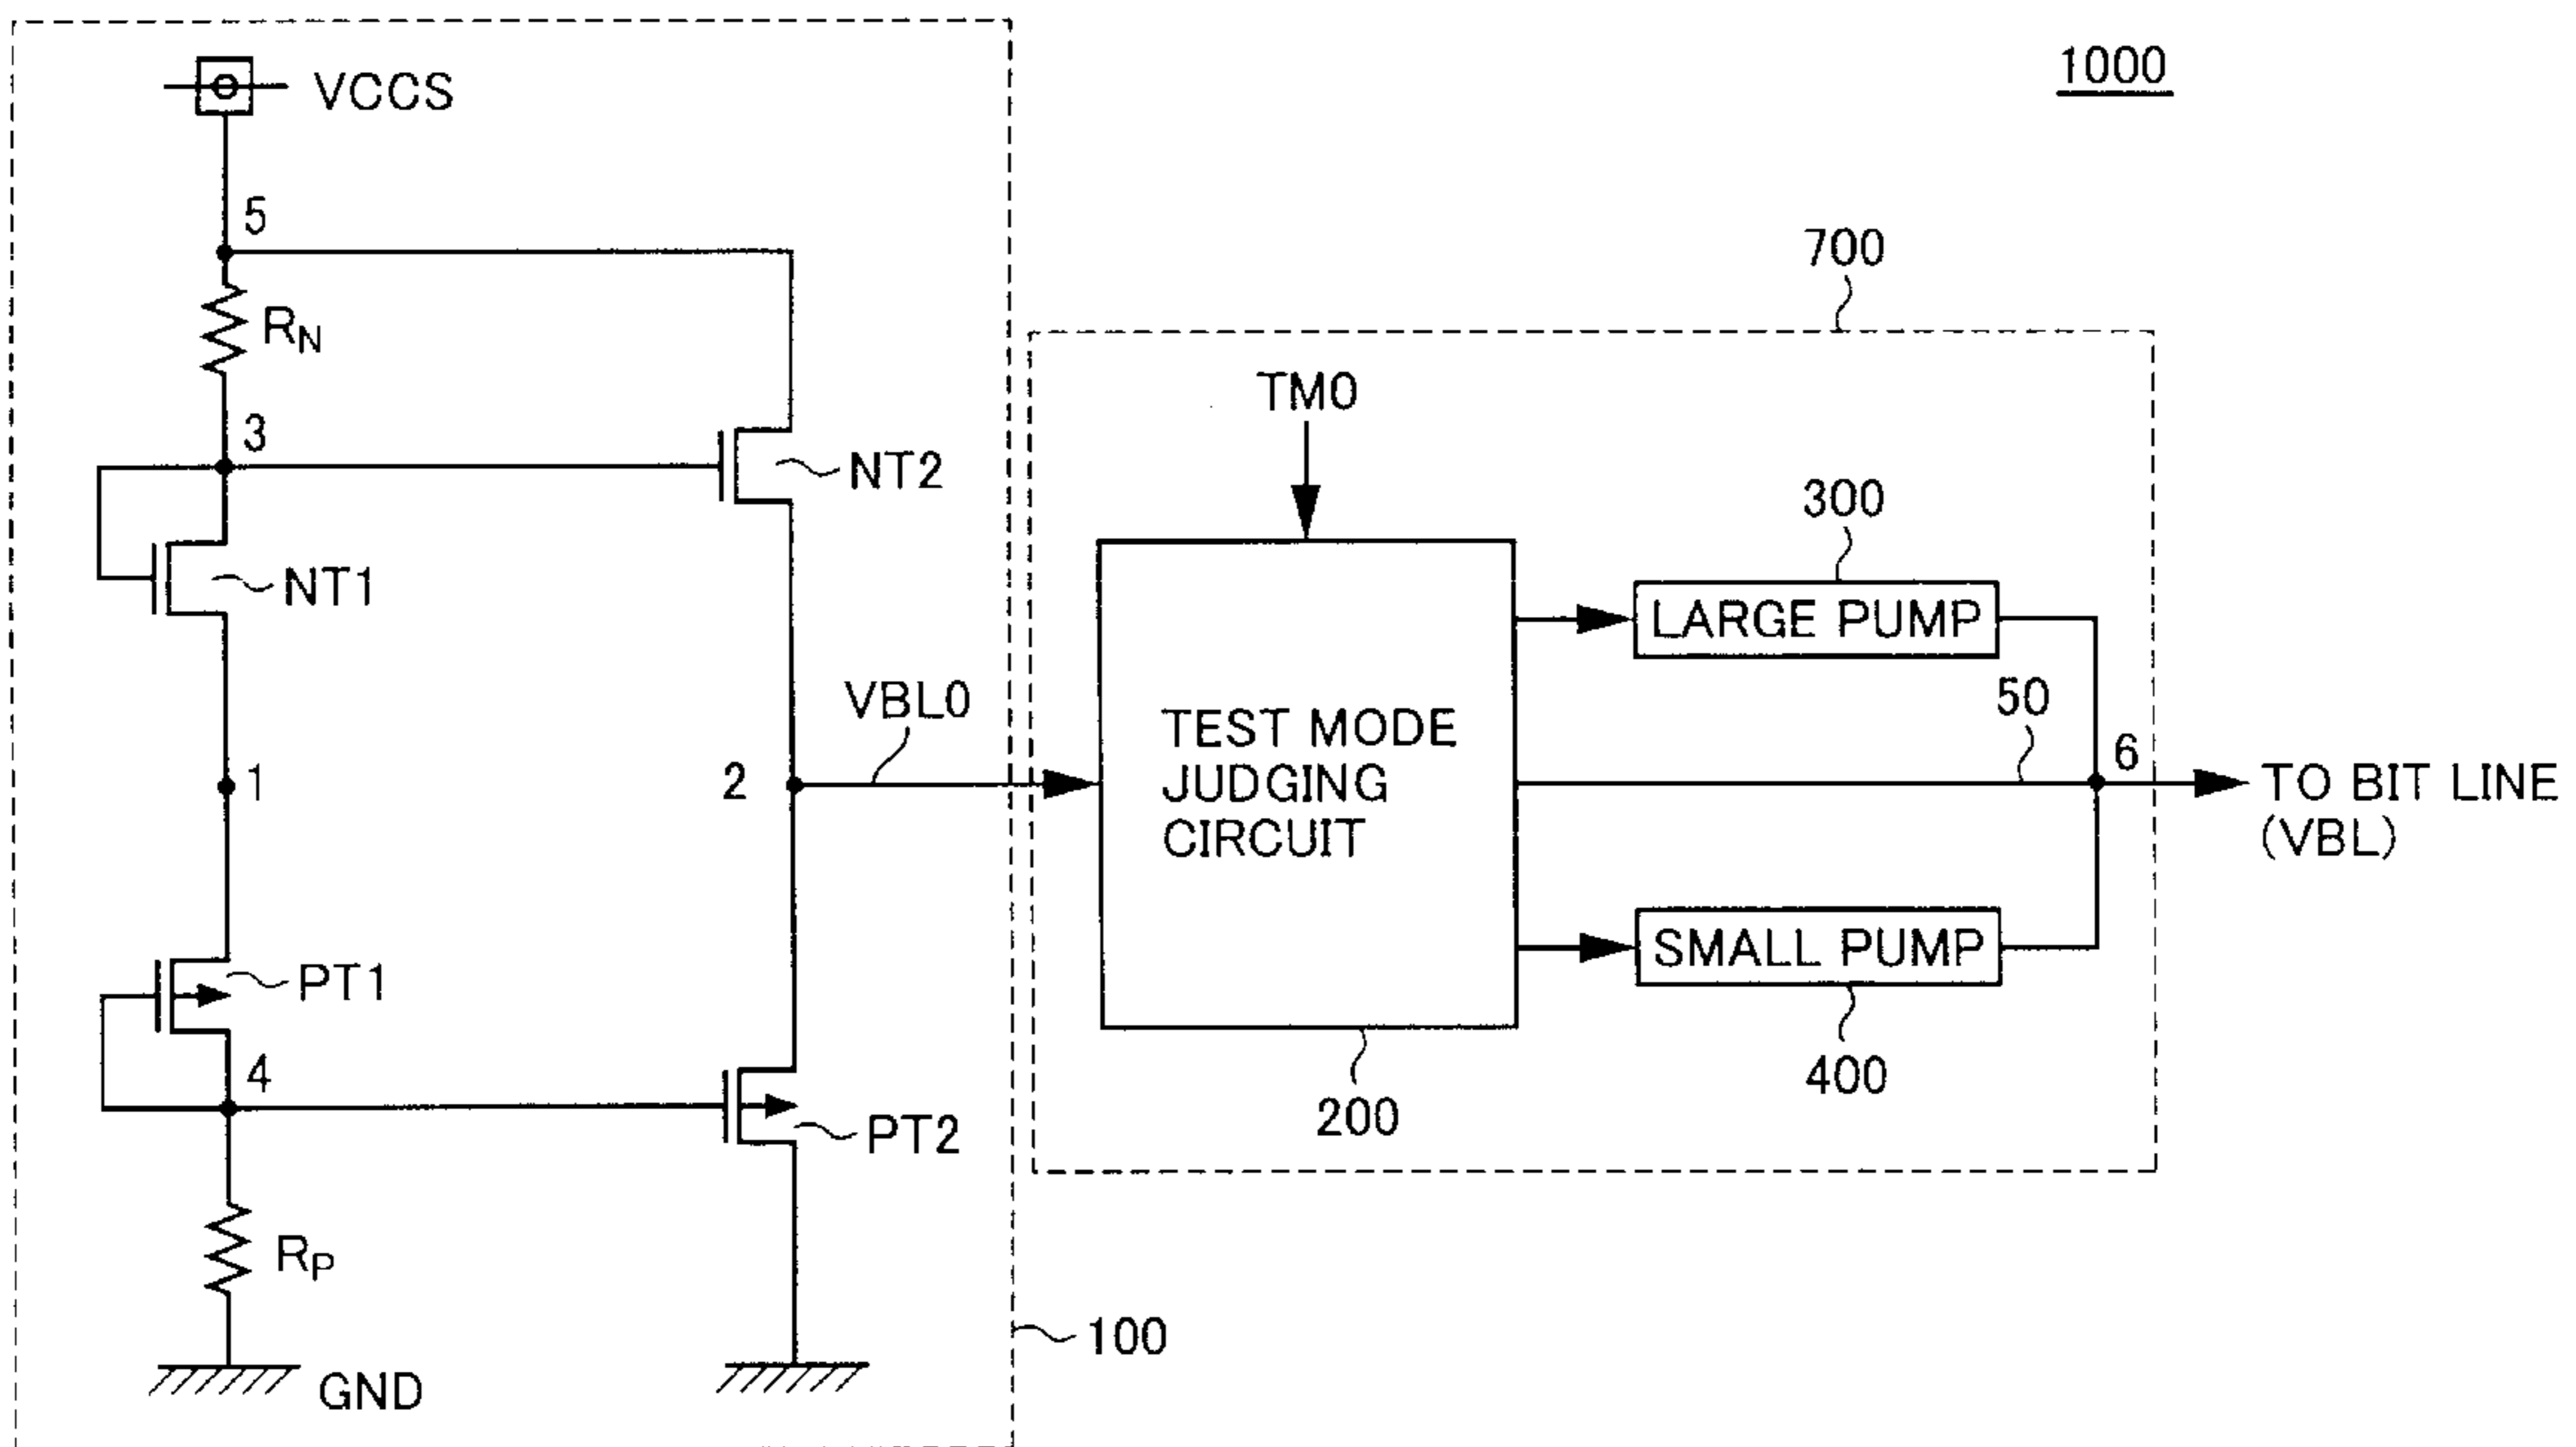 1000
VCCS
5
RN
3
NT2
NT1
1
2
VBL0
PT1
4
PT2
RP
GND
100
700
TM0
300
LARGE PUMP
50
6
TEST MODE
JUDGING
CIRCUIT
TO BIT LINE
(VBL)
SMALL PUMP
400
200